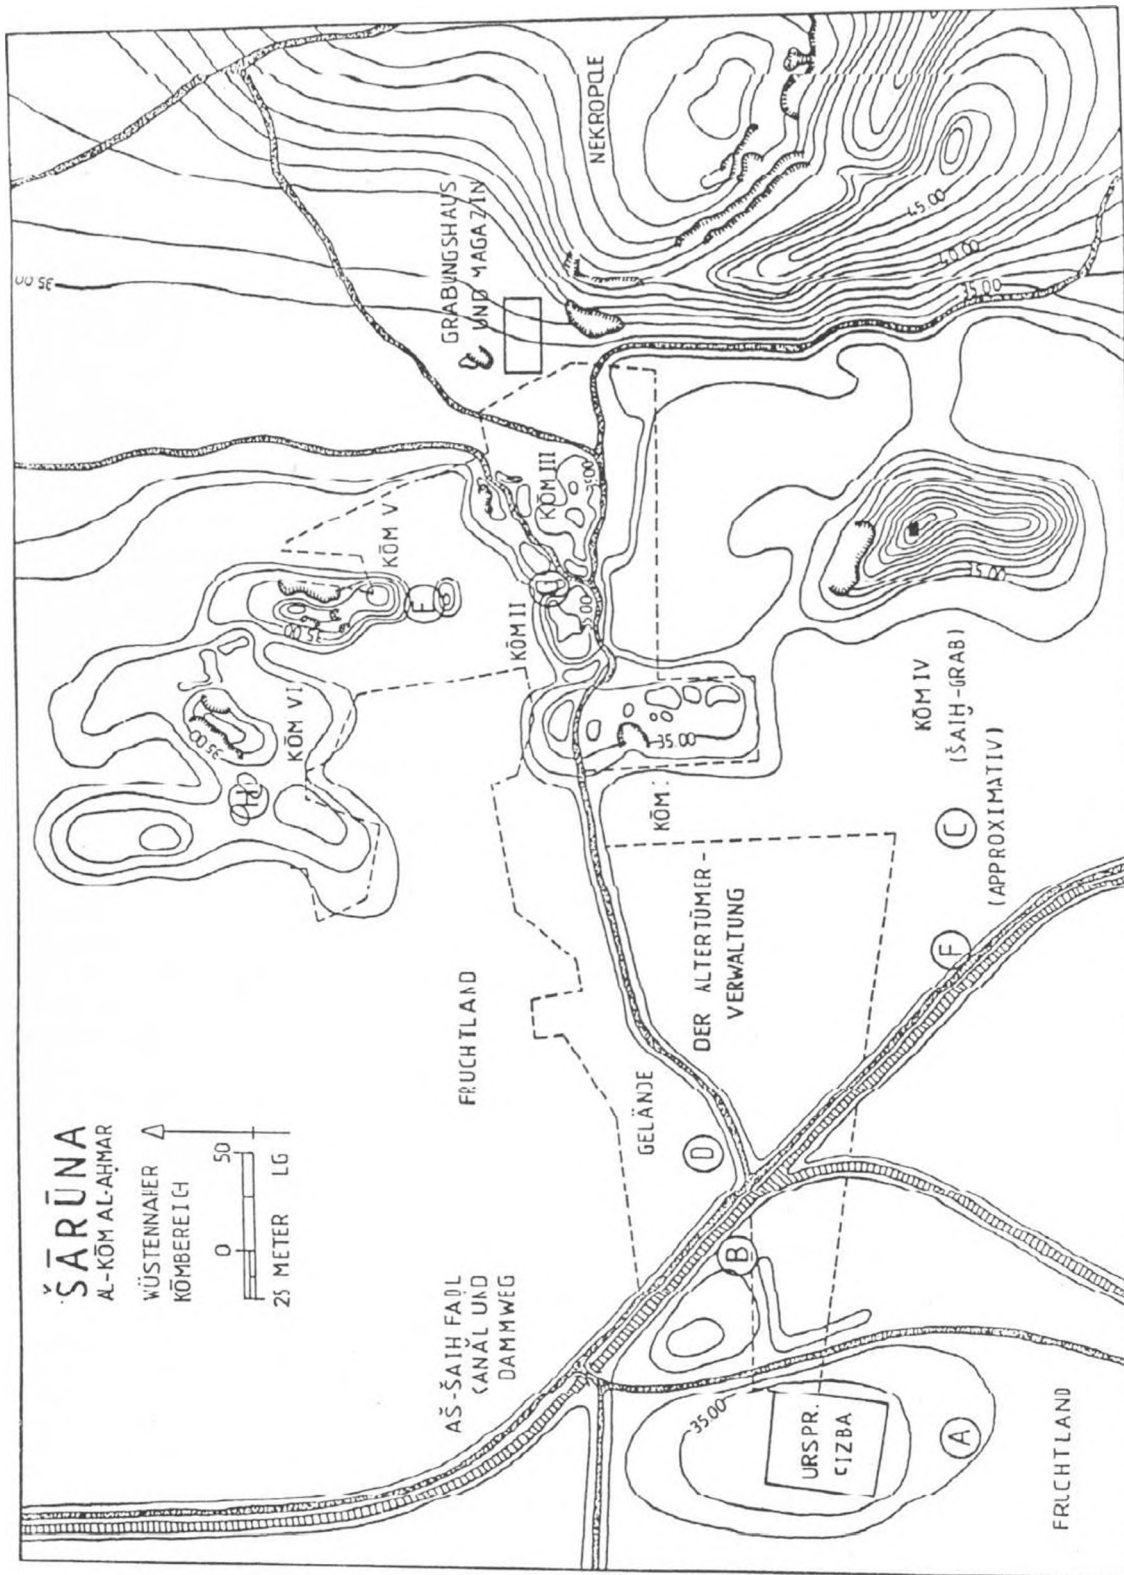 ŠĀRŪNA
AL-KŌM AL-AḤMAR
WÜSTENNAHER
KŌMBEREICH
0 50
25 METER LG
AŠ-ŠAIḪ FAḌL
CANAL UND
DAMMWEG
FRUCHTLAND
GELÄNDE
DER ALTERTÜMER-
VERWALTUNG
URSPR.
CIZBA
35.00
FRUCHTLAND
A
B
C
D
F
(APPROXIMATIV)
KŌM
35.00
KŌM II
KŌM III
KŌM IV
(ŠAIḪ-GRAB)
35.00
KŌM V
35.00
KŌM VI
35.00
E
G
H
GRABUNGSHAUS
UND MAGAZIN
NEKROPOLE
35.00
35.00
40.00
45.00